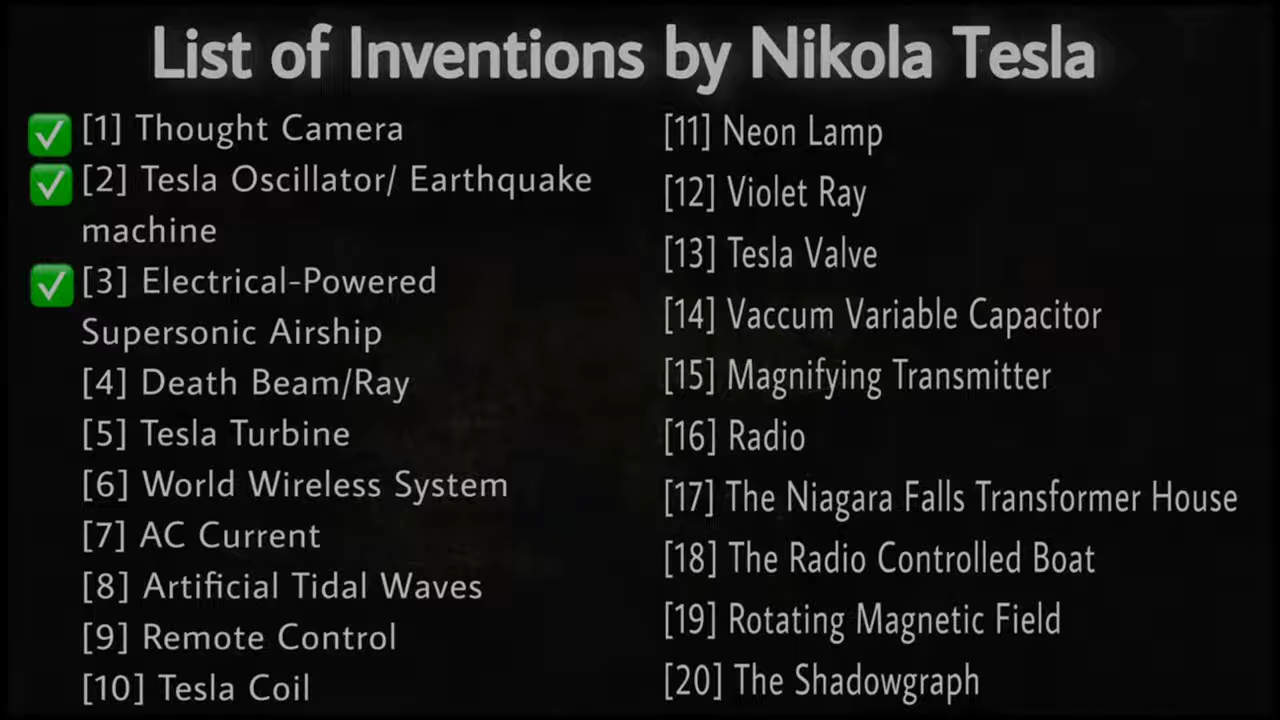 List of Inventions by Nikola Tesla
[1] Thought Camera
[2] Tesla Oscillator/ Earthquake
machine
[3] Electrical-Powered
Supersonic Airship
[4] Death Beam/Ray
[5] Tesla Turbine
[6] World Wireless System
[7] AC Current
[8] Artificial Tidal Waves
[9] Remote Control
[10] Tesla Coil
[11] Neon Lamp
[12] Violet Ray
[13] Tesla Valve
[14] Vaccum Variable Capacitor
[15] Magnifying Transmitter
[16] Radio
[17] The Niagara Falls Transformer House
[18] The Radio Controlled Boat
[19] Rotating Magnetic Field
[20] The Shadowgraph